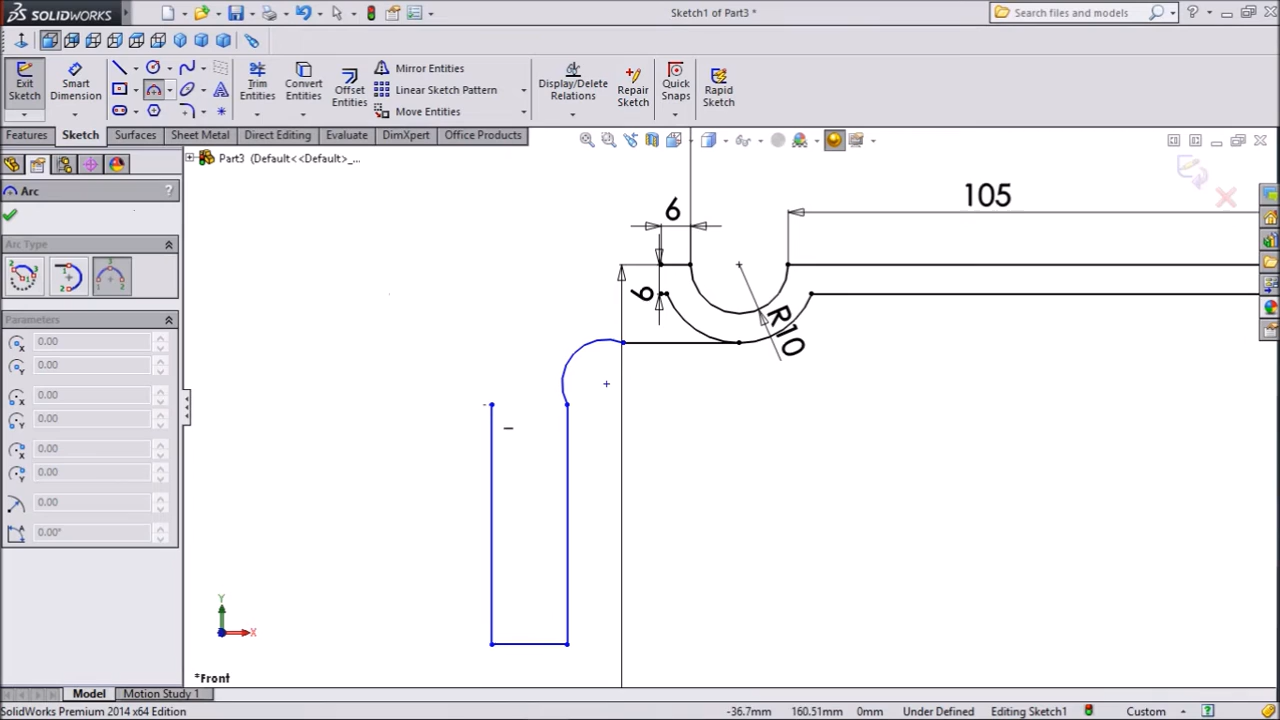 SOLIDWORKS
Sketch1 of Part3 *
Search files and models
Exit Sketch
Smart Dimension
Trim Entities
Convert Entities
Offset Entities
Mirror Entities
Linear Sketch Pattern
Move Entities
Display/Delete Relations
Repair Sketch
Quick Snaps
Rapid Sketch
Features Sketch Surfaces Sheet Metal Direct Editing Evaluate DimXpert Office Products
Part3 (Default<<Default>_...
Arc ?
Arc Type
Parameters
0.00
0.00
0.00
0.00
0.00
0.00
0.00
0.00°
6
105
6
R10
Y
X
*Front
Model Motion Study 1
SolidWorks Premium 2014 x64 Edition
-36.7mm 160.51mm 0mm Under Defined Editing Sketch1 Custom